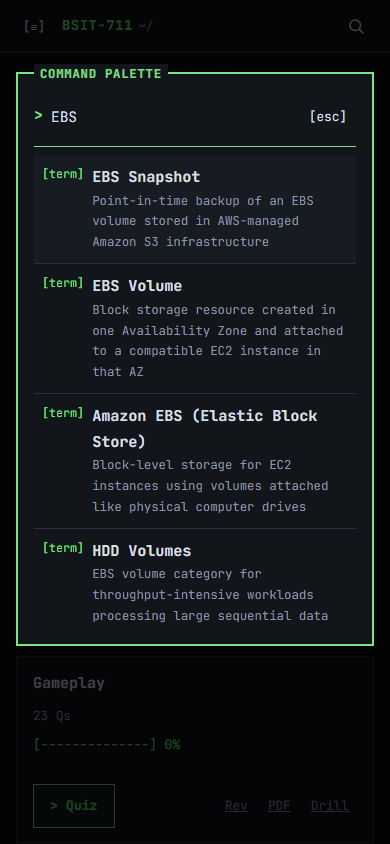 [≡] BSIT-711 ~/
COMMAND PALETTE
> EBS [esc]
[term] EBS Snapshot
Point-in-time backup of an EBS
volume stored in AWS-managed
Amazon S3 infrastructure
[term] EBS Volume
Block storage resource created in
one Availability Zone and attached
to a compatible EC2 instance in
that AZ
[term] Amazon EBS (Elastic Block
Store)
Block-level storage for EC2
instances using volumes attached
like physical computer drives
[term] HDD Volumes
EBS volume category for
throughput-intensive workloads
processing large sequential data
Gameplay
23 Qs
[--------------] 0%
> Quiz Rev PDF Drill